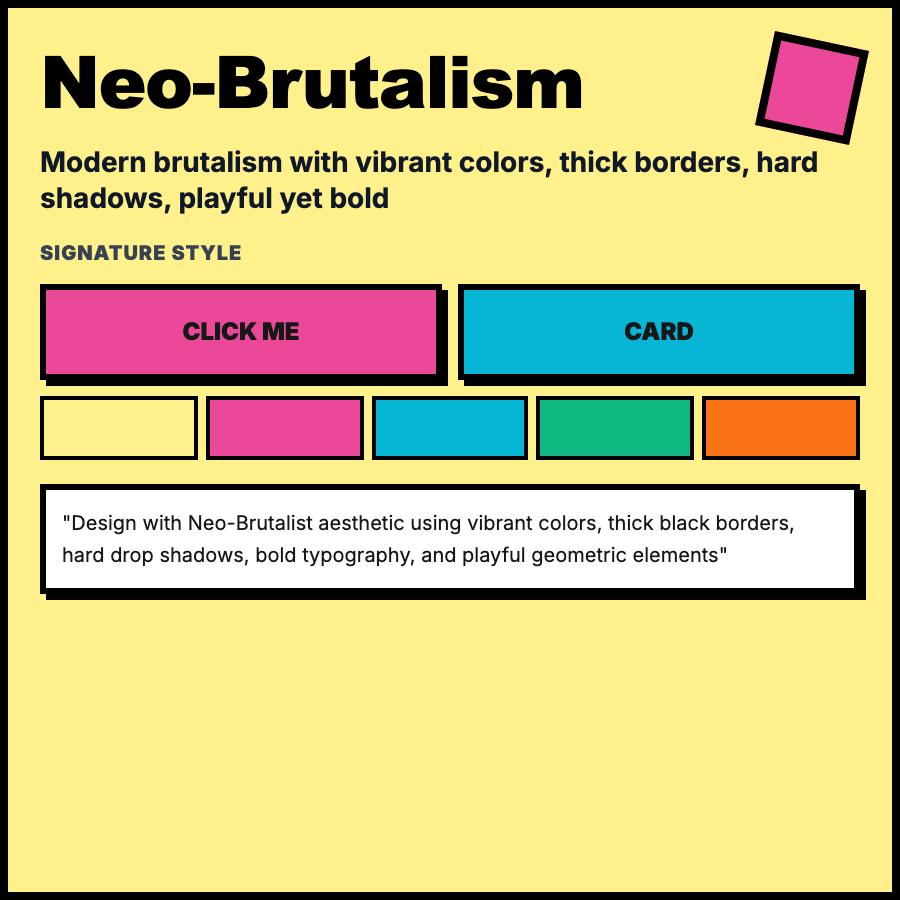 Neo-Brutalism
Modern brutalism with vibrant colors, thick borders, hard
shadows, playful yet bold
SIGNATURE STYLE
CLICK ME
CARD
"Design with Neo-Brutalist aesthetic using vibrant colors, thick black borders,
hard drop shadows, bold typography, and playful geometric elements"